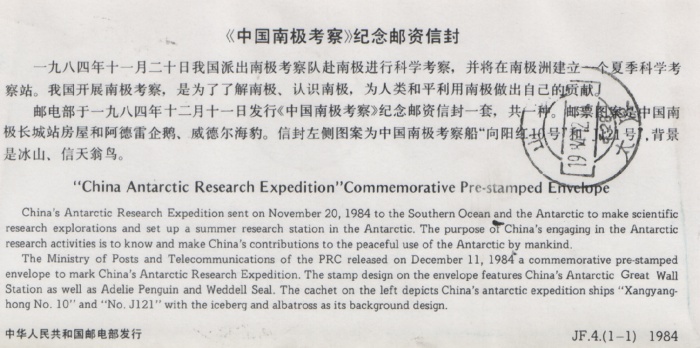 《中国南极考察》纪念邮资信封
一九八四年十一月二十日我国派出南极考察队赴南极进行科学考察，并将在南极洲建立一个夏季科学考
察站。我国开展南极考察，是为了了解南极、认识南极，为人类和平利用南极做出自己的贡献。
邮电部于一九八四年十二月十一日发行《中国南极考察》纪念邮资信封一套，共一种。邮票图案是中国南
极长城站房屋和阿德雷企鹅、威德尔海豹。信封左侧图案为中国南极考察船“向阳红10号” 1号”，背景
是冰山、信天翁鸟。
“China Antarctic Research Expedition”Commemorative Pre-stamped Envelope
China's Antarctic Research Expedition sent on November 20, 1984 to the Southern Ocean and the Antarctic to make scientific
research explorations and set up a summer research station in the Antarctic. The purpose of China's engaging in the Antarctic
research activities is to know and make China's contributions to the peaceful use of the Antarctic by mankind.
The Ministry of Posts and Telecommunications of the PRC released on December 11, 1984 a commemorative pre-stamped
envelope to mark China's Antarctic Research Expedition. The stamp design on the envelope features China's Antarctic Great Wall
Station as well as Adelie Penguin and Weddell Seal. The cachet on the left depicts China's antarctic expedition ships "Xiangyang-
hong No. 10" and "No. J121" with the iceberg and albatross as its background design.
中华人民共和国邮电部发行
JF.4.(1-1) 1984